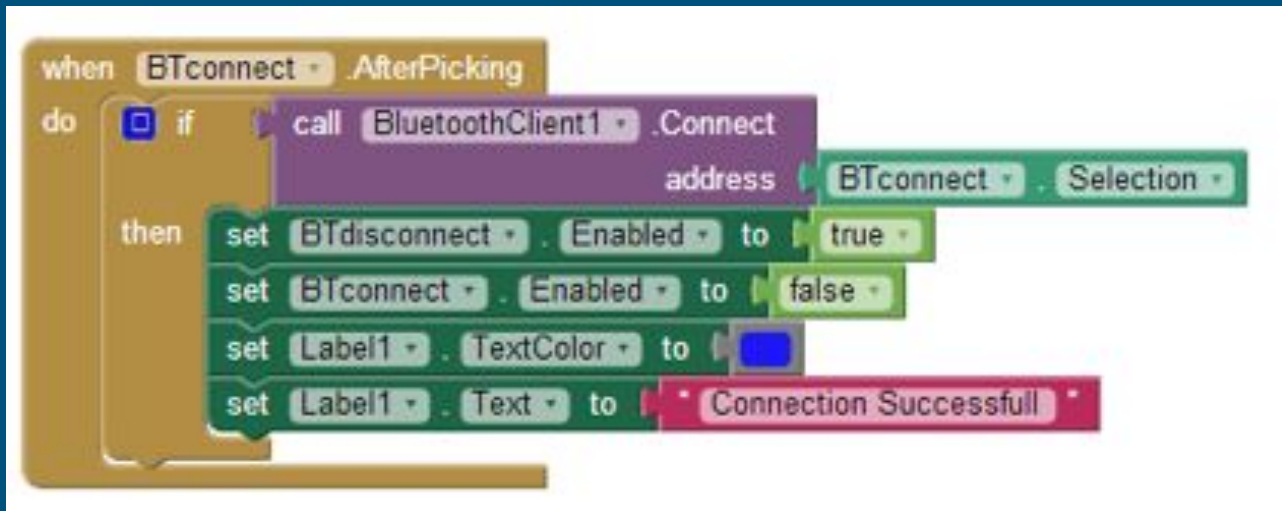 when BTconnect .AfterPicking
do if call BluetoothClient1 .Connect
address BTconnect . Selection
then set BTdisconnect . Enabled to true
set BTconnect . Enabled to false
set Label1 . TextColor to
set Label1 . Text to " Connection Successfull "